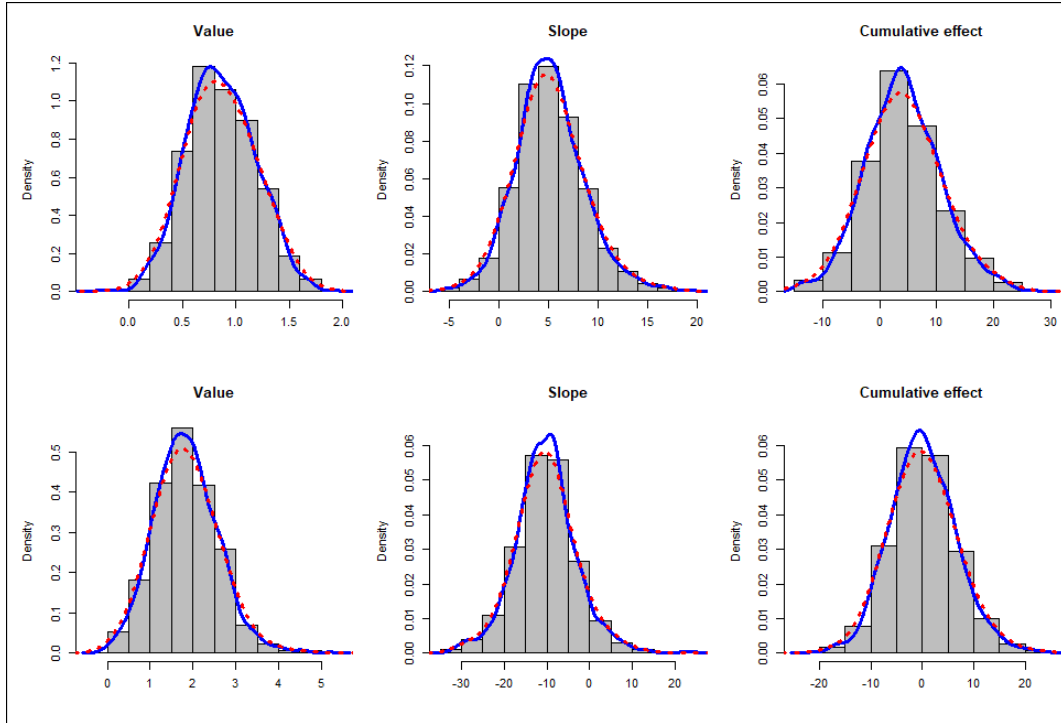 Value
Density
0.0 0.2 0.4 0.6 0.8 1.0 1.2
0.0 0.5 1.0 1.5 2.0
Slope
Density
0.00 0.02 0.04 0.06 0.08 0.10 0.12
-5 0 5 10 15 20
Cumulative effect
Density
0.00 0.01 0.02 0.03 0.04 0.05 0.06
-10 0 10 20 30
Value
Density
0.0 0.1 0.2 0.3 0.4 0.5
0 1 2 3 4 5
Slope
Density
0.00 0.01 0.02 0.03 0.04 0.05 0.06
-30 -20 -10 0 10 20
Cumulative effect
Density
0.00 0.01 0.02 0.03 0.04 0.05 0.06
-20 -10 0 10 20